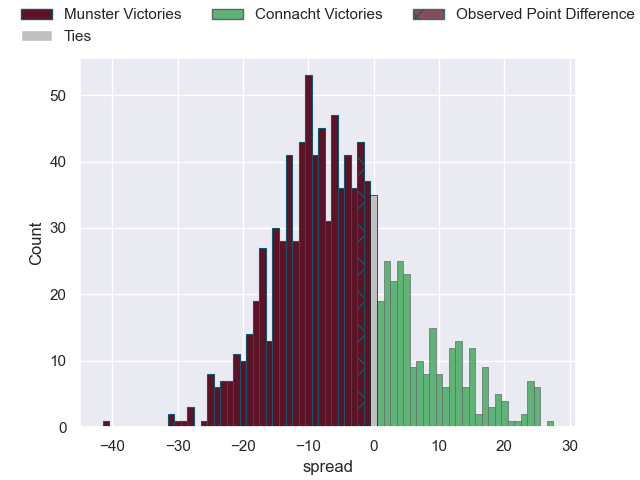 Munster Victories Connacht Victories Observed Point Difference
Ties
50
40
30
20
10
0
Count
−40 −30 −20 −10 0 10 20 30
spread